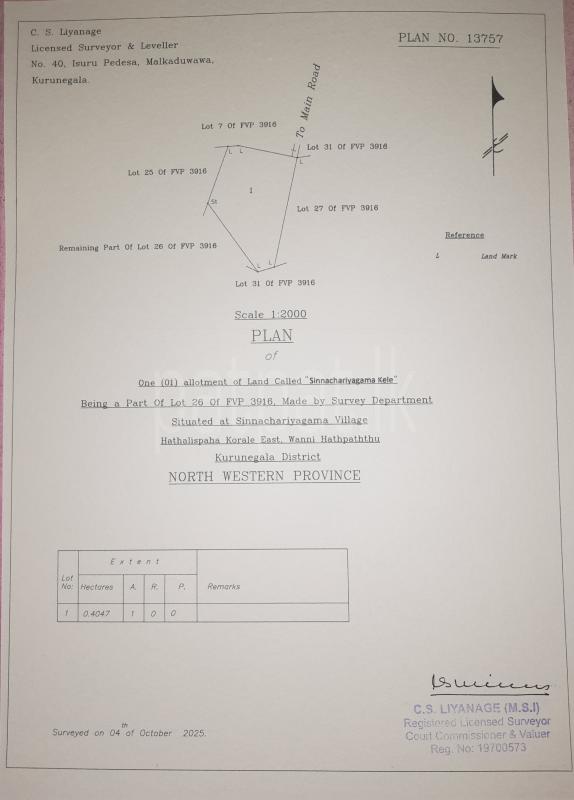 C. S. Liyanage
Licensed Surveyor & Leveller
No. 40, Isuru Pedesa, Malkaduwawa,
Kurunegala.
PLAN NO. 13757
To Main Road
Lot 7 Of FVP 3916
Lot 31 Of FVP 3916
L L
L
L
Lot 25 Of FVP 3916
1
St
Lot 27 Of FVP 3916
Remaining Part Of Lot 26 Of FVP 3916
L L
Lot 31 Of FVP 3916
Reference
L Land Mark
Scale 1:2000
PLAN
of
One (01) allotment of Land Called "Sinnachariyagama Kele"
Being a Part Of Lot 26 Of FVP 3916, Made by Survey Department
Situated at Sinnachariyagama Village
Hathalispaha Korale East, Wanni Hathpaththu
Kurunegala District
NORTH WESTERN PROVINCE
Extent
Lot No: Hectares A. R. P. Remarks
1 0.4047 1 0 0
Surveyed on 04th of October 2025.
C.S. LIYANAGE (M.S.I)
Registered Licensed Surveyor
Court Commissioner & Valuer
Reg. No: 19700573